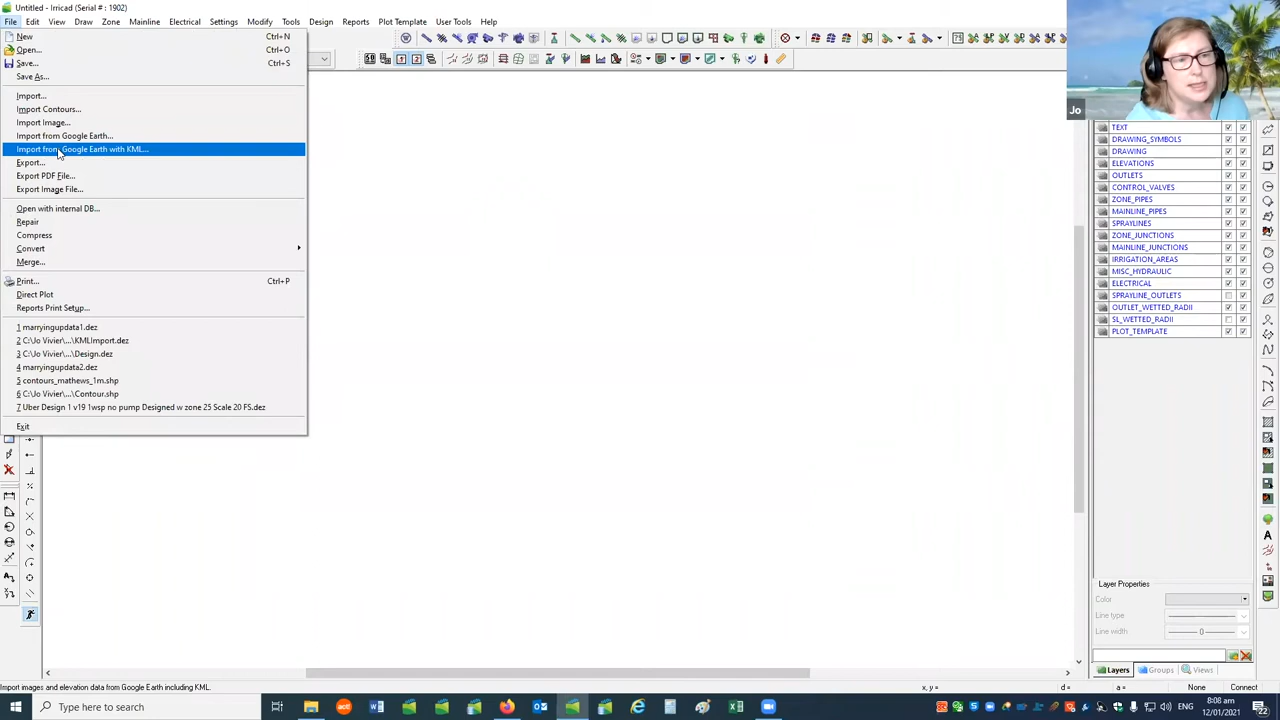 Untitled - Irricad (Serial # : 1902)
File Edit View Draw Zone Mainline Electrical Settings Modify Tools Design Reports Plot Template User Tools Help
New Ctrl+N
Open... Ctrl+O
Save... Ctrl+S
Save As...
Import...
Import Contours...
Import Image...
Import from Google Earth...
Import from Google Earth with KML...
Export...
Export PDF File...
Export Image File...
Open with internal DB...
Repair
Compress
Convert
Merge...
Print... Ctrl+P
Direct Plot
Reports Print Setup...
1 marryingupdata1.dez
2 C:\Jo Vivier\...\KMLImport.dez
3 C:\Jo Vivier\...\Design.dez
4 marryingupdata2.dez
5 contours_mathews_1m.shp
6 C:\Jo Vivier\...\Contour.shp
7 Uber Design 1 v19 1wsp no pump Designed w zone 25 Scale 20 FS.dez
Exit
Jo
TEXT
DRAWING_SYMBOLS
DRAWING
ELEVATIONS
OUTLETS
CONTROL_VALVES
ZONE_PIPES
MAINLINE_PIPES
SPRAYLINES
ZONE_JUNCTIONS
MAINLINE_JUNCTIONS
IRRIGATION_AREAS
MISC_HYDRAULIC
ELECTRICAL
SPRAYLINE_OUTLETS
OUTLET_WETTED_RADII
SL_WETTED_RADII
PLOT_TEMPLATE
Layer Properties
Color
Line type
Line width 0
Layers Groups Views
Import images and elevation data from Google Earth including KML. x, y = d = a = None Connect
Type here to search
ENG
8:08 am
12/01/2021
22